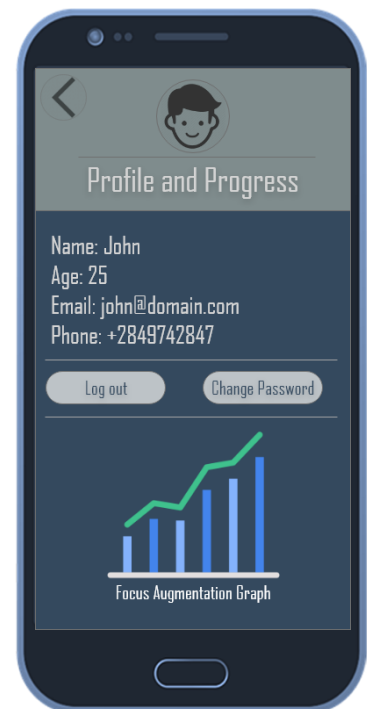 Profile and Progress
Name: John
Age: 25
Email: john@domain.com
Phone: +2849742847
Log out
Change Password
Focus Augmentation Graph